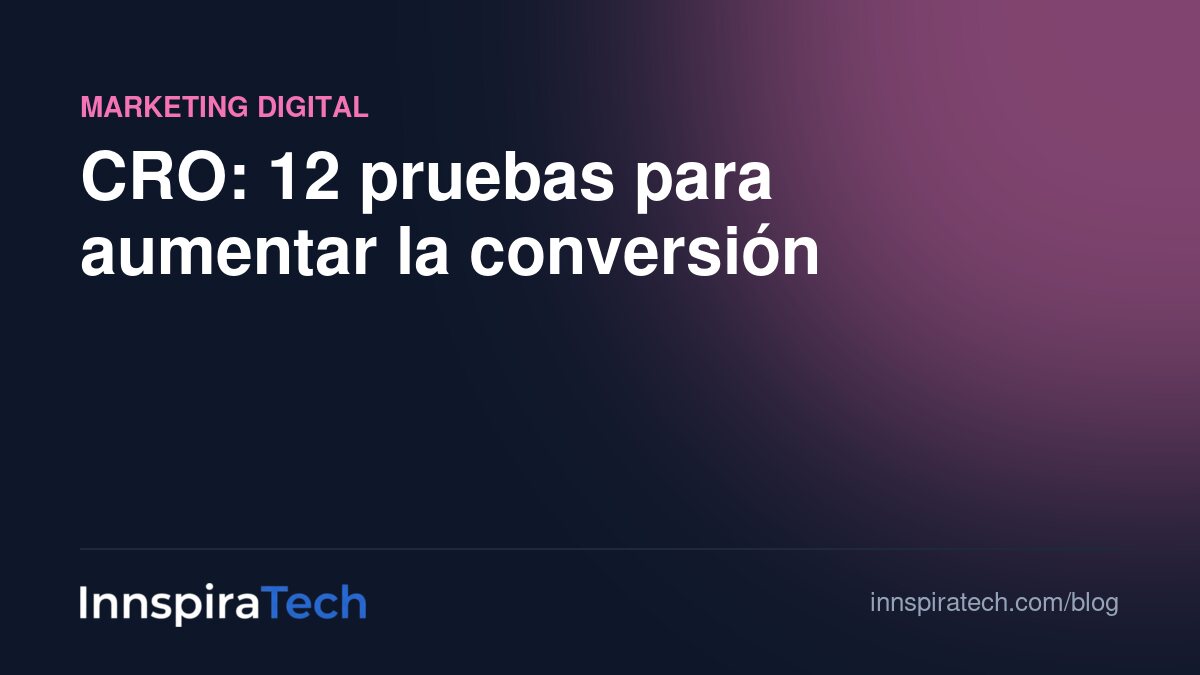 MARKETING DIGITAL
CRO: 12 pruebas para
aumentar la conversión
InnspiraTech
innspiratech.com/blog